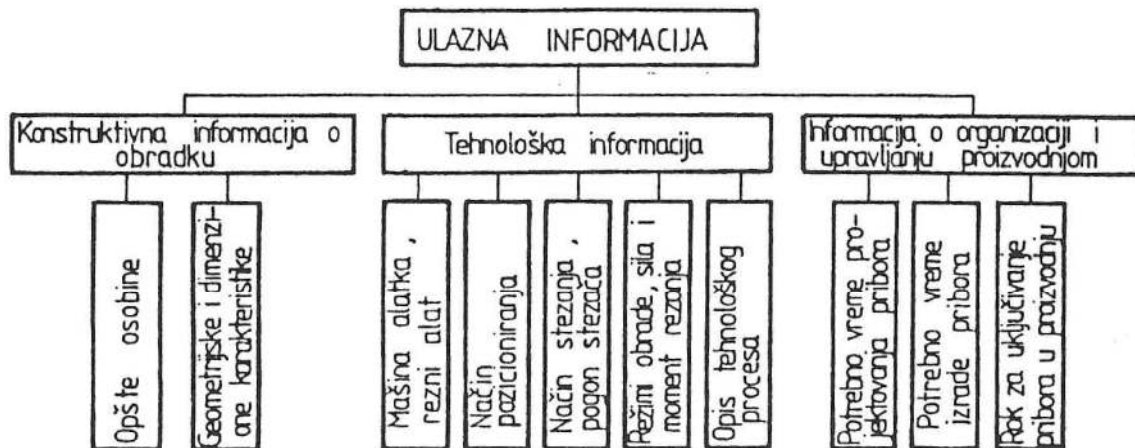 ULAZNA INFORMACIJA
Konstruktivna informacija o
obradku
Tehnološka informacija
Informacija o organizaciji i
upravljanju proizvodnjom
Opšte osobine
Geometrijske i dimenzi-
one karakteristike
Mašina alatka,
rezni alat
Način
pozicioniranja
Način stezanja,
pogon stezača
Režimi obrade, sila i
moment rezanja
Opis tehnološkog
procesa
Potrebno vreme pro-
jektovanja pribora
Potrebno vreme
izrade pribora
Rok za uključivanje
pribora u proizvodnju